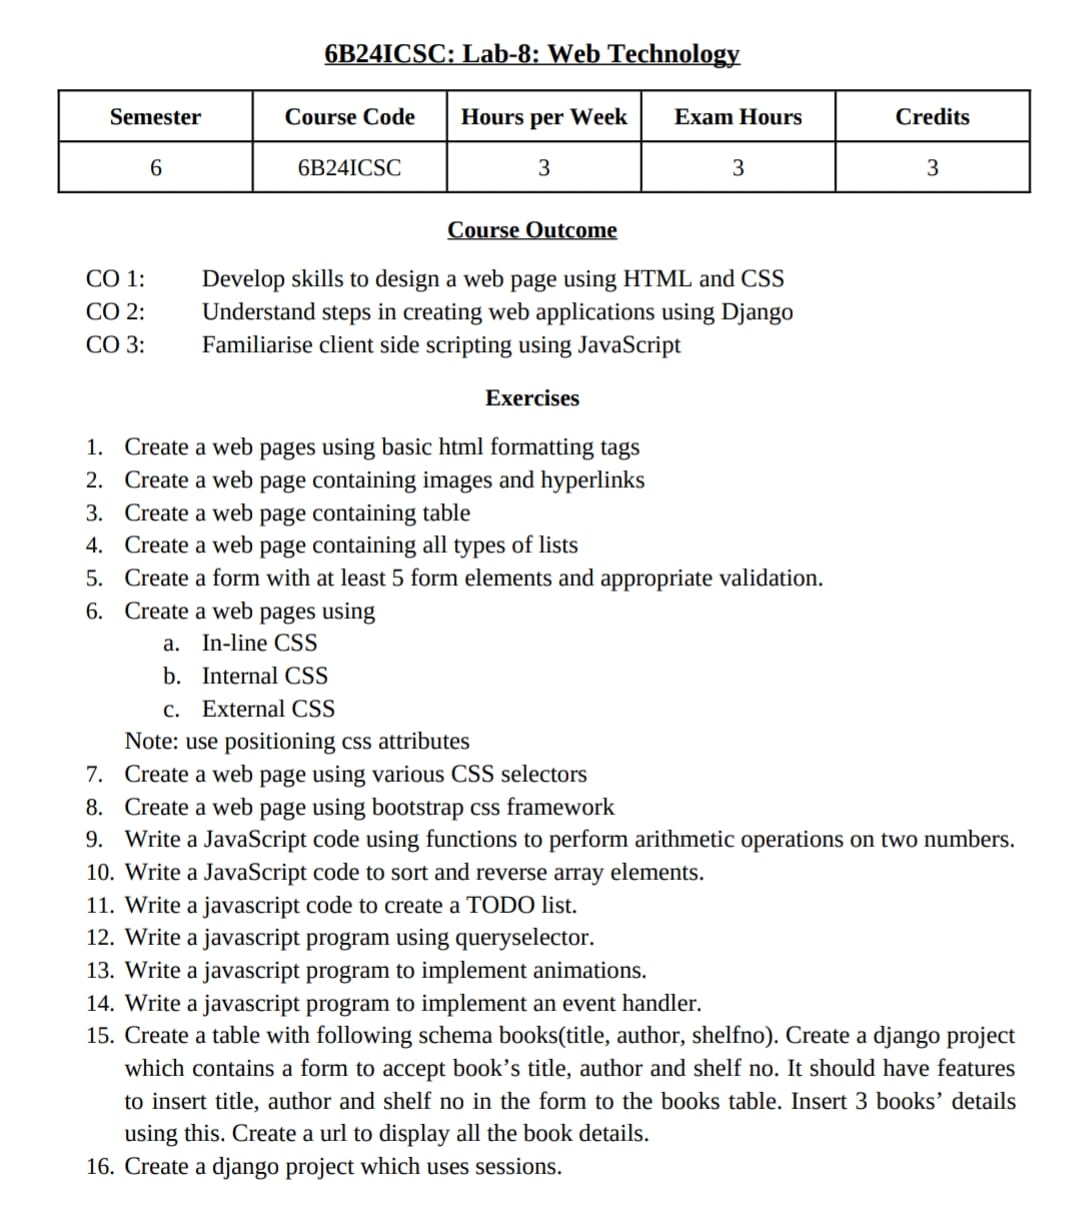 6B24ICSC: Lab-8: Web Technology
Semester Course Code Hours per Week Exam Hours Credits
6 6B24ICSC 3 3 3
Course Outcome
CO 1: Develop skills to design a web page using HTML and CSS
CO 2: Understand steps in creating web applications using Django
CO 3: Familiarise client side scripting using JavaScript
Exercises
1. Create a web pages using basic html formatting tags
2. Create a web page containing images and hyperlinks
3. Create a web page containing table
4. Create a web page containing all types of lists
5. Create a form with at least 5 form elements and appropriate validation.
6. Create a web pages using
a. In-line CSS
b. Internal CSS
c. External CSS
Note: use positioning css attributes
7. Create a web page using various CSS selectors
8. Create a web page using bootstrap css framework
9. Write a JavaScript code using functions to perform arithmetic operations on two numbers.
10. Write a JavaScript code to sort and reverse array elements.
11. Write a javascript code to create a TODO list.
12. Write a javascript program using queryselector.
13. Write a javascript program to implement animations.
14. Write a javascript program to implement an event handler.
15. Create a table with following schema books(title, author, shelfno). Create a django project
which contains a form to accept book’s title, author and shelf no. It should have features
to insert title, author and shelf no in the form to the books table. Insert 3 books’ details
using this. Create a url to display all the book details.
16. Create a django project which uses sessions.